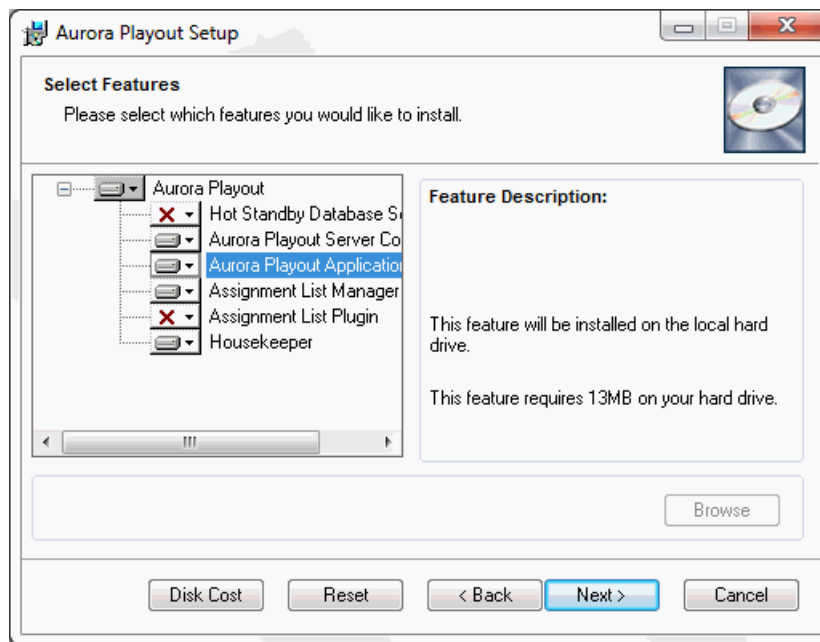 Aurora Playout Setup
Select Features
Please select which features you would like to install.
Aurora Playout
Hot Standby Database
Aurora Playout Server Co
Aurora Playout Application
Assignment List Manager
Assignment List Plugin
Housekeeper
Feature Description:
This feature will be installed on the local hard
drive.
This feature requires 13MB on your hard drive.
Browse
Disk Cost
Reset
< Back
Next >
Cancel